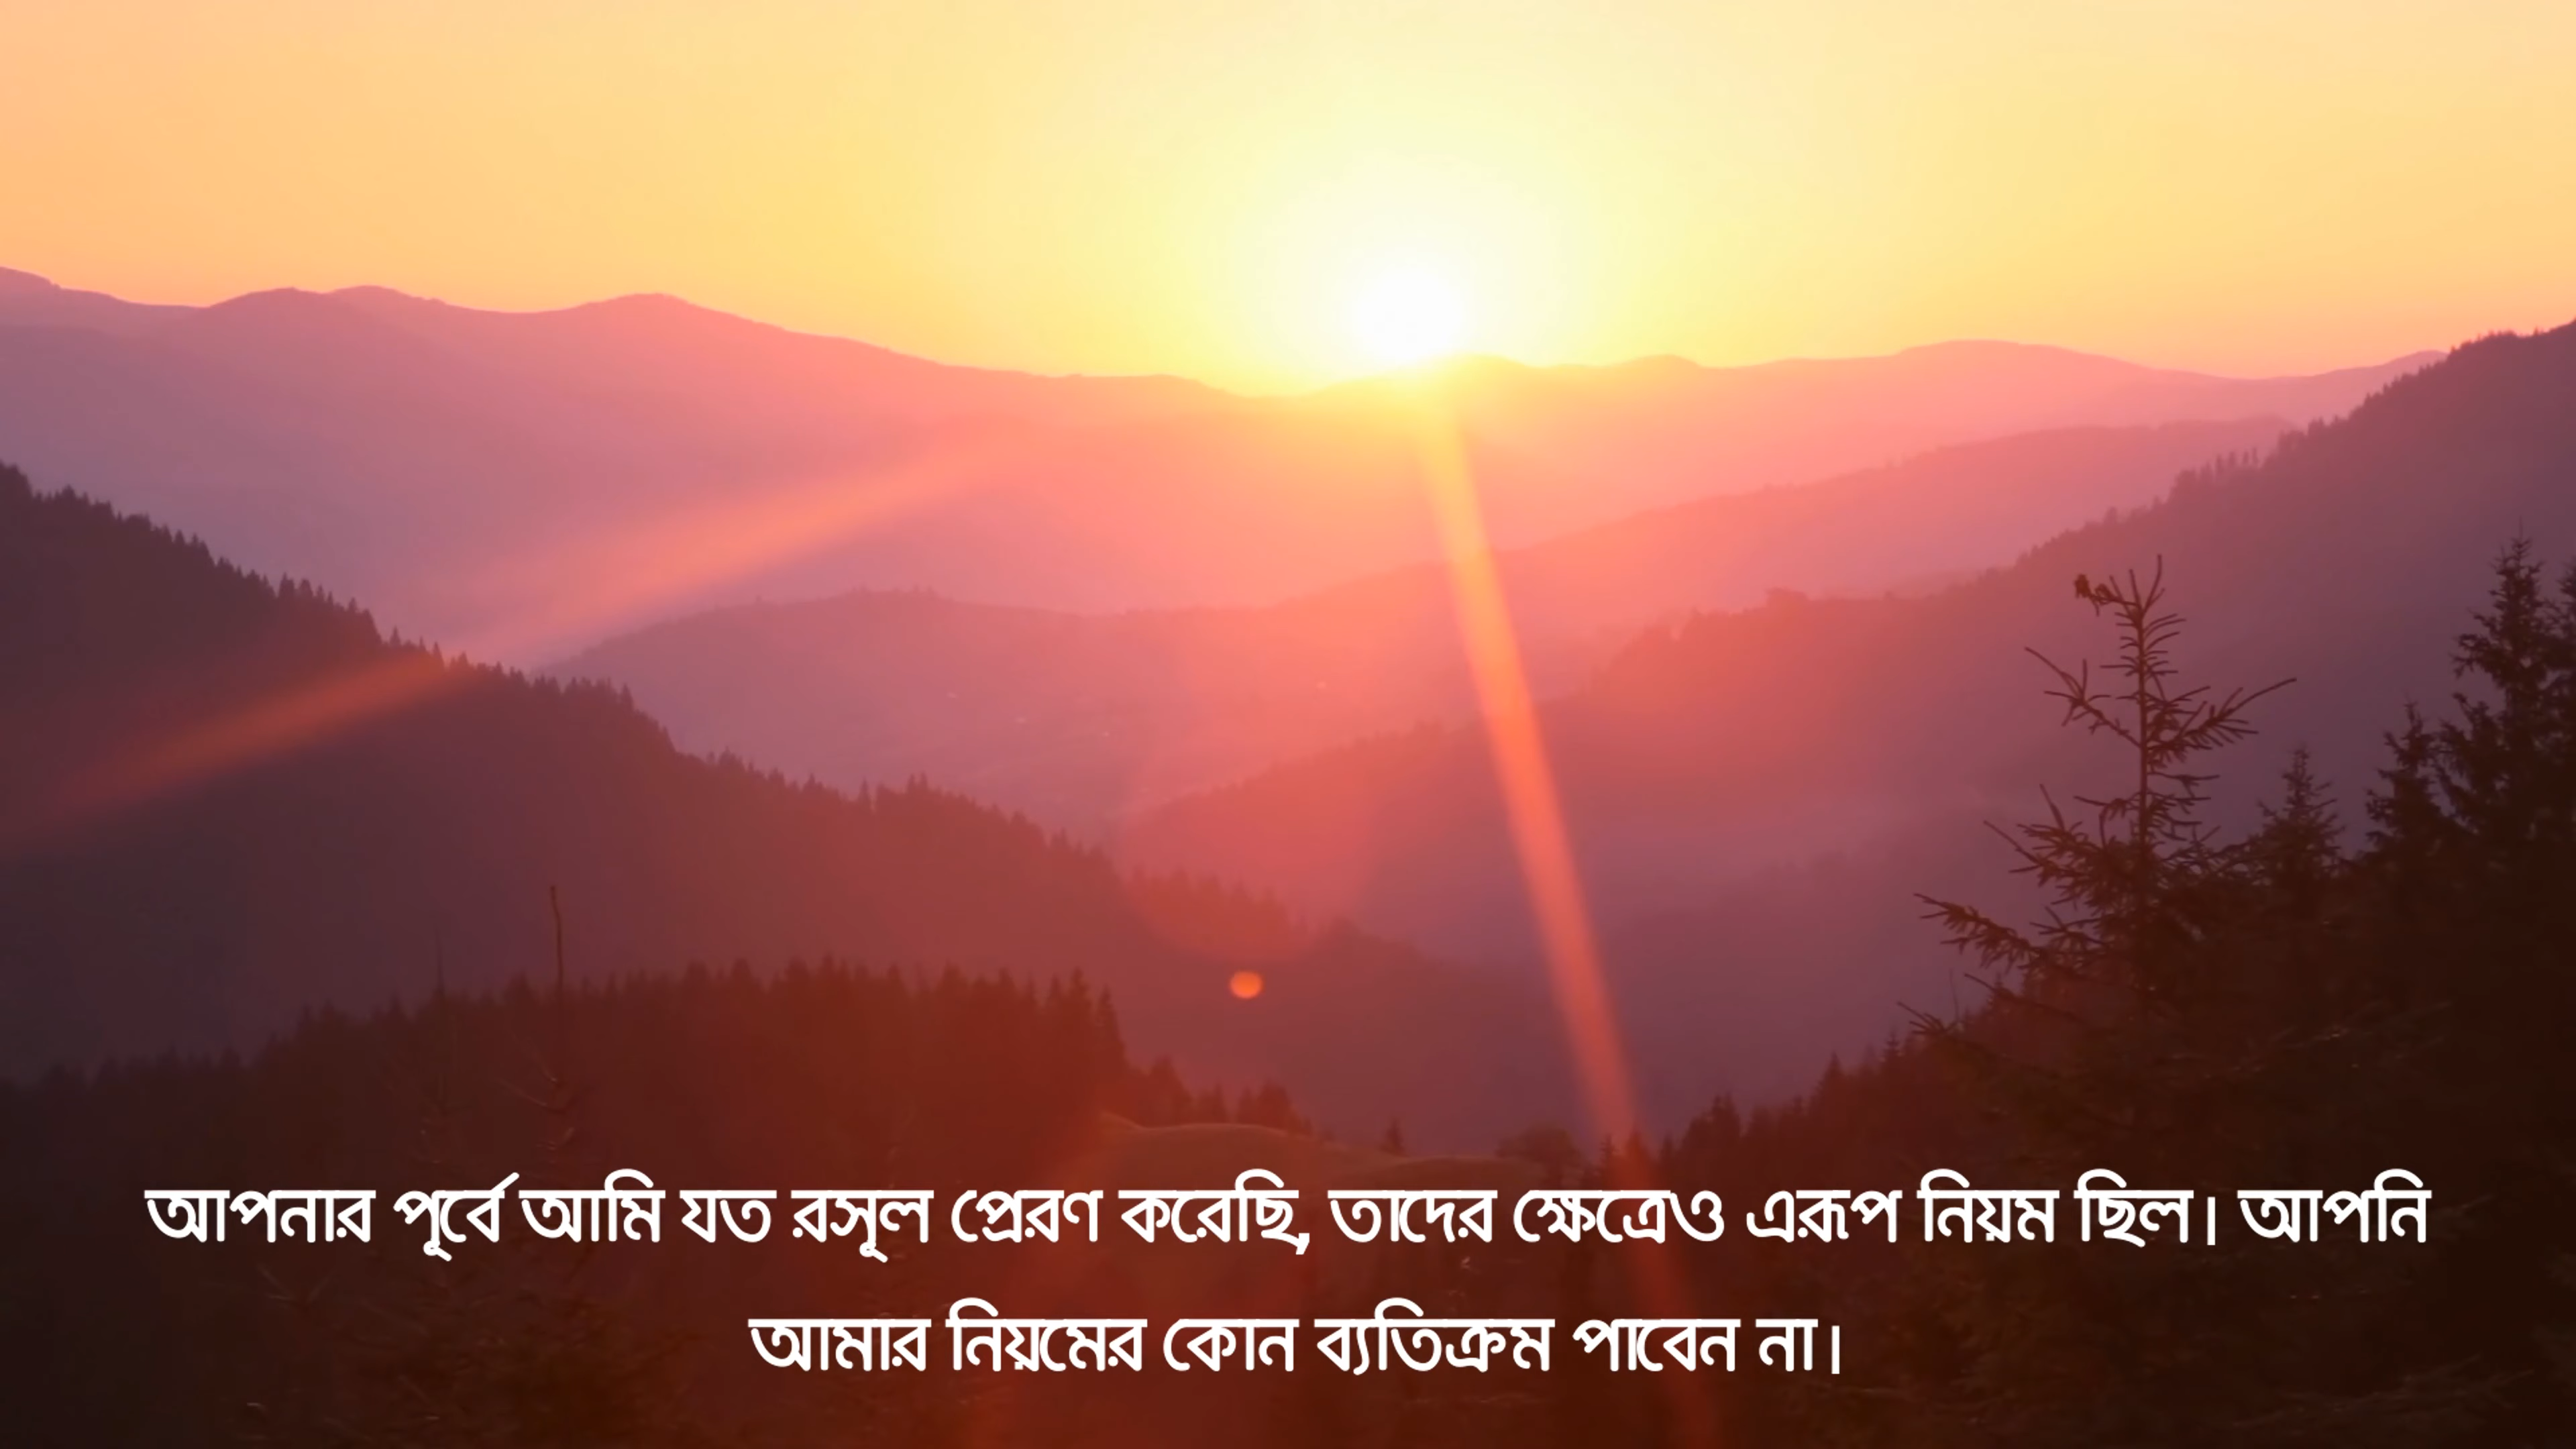 আপনার পূর্বে আমি যত রসূল প্রেরণ করেছি, তাদের ক্ষেত্রেও এরূপ নিয়ম ছিল। আপনি
আমার নিয়মের কোন ব্যতিক্রম পাবেন না।